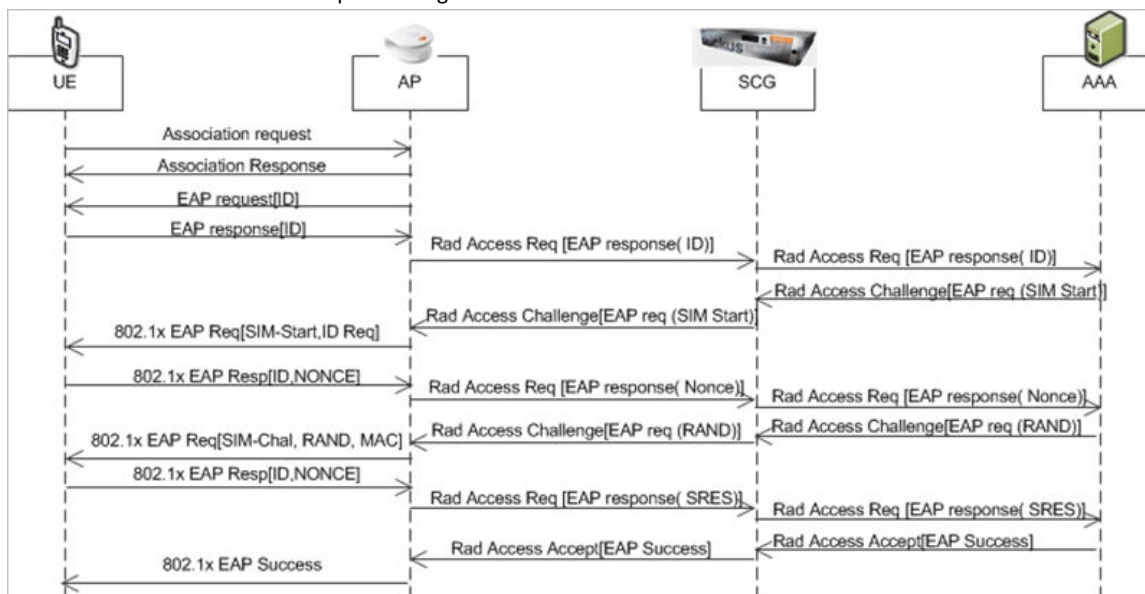 UE
AP
SCG
AAA
Association request
Association Response
EAP request[ID]
EAP response[ID]
Rad Access Req [EAP response( ID)]
Rad Access Req [EAP response( ID)]
Rad Access Challenge[EAP req (SIM Start)]
Rad Access Challenge[EAP req (SIM Start)]
802.1x EAP Req[SIM-Start,ID Req]
802.1x EAP Resp[ID,NONCE]
Rad Access Req [EAP response( Nonce)]
Rad Access Req [EAP response( Nonce)]
Rad Access Challenge[EAP req (RAND)]
Rad Access Challenge[EAP req (RAND)]
802.1x EAP Req[SIM-Chal, RAND, MAC]
802.1x EAP Resp[ID,NONCE]
Rad Access Req [EAP response( SRES)]
Rad Access Req [EAP response( SRES)]
Rad Access Accept[EAP Success]
Rad Access Accept[EAP Success]
802.1x EAP Success